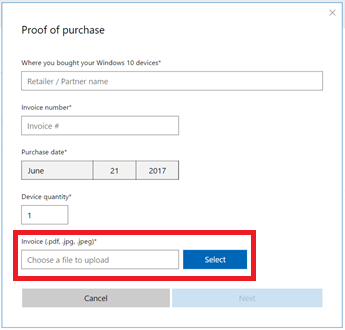 Proof of purchase
Where you bought your Windows 10 devices*
Retailer / Partner name
Invoice number*
Invoice #
Purchase date*
June 21 2017
Device quantity*
1
Invoice (.pdf, .jpg, .jpeg)*
Choose a file to upload Select
Cancel Next